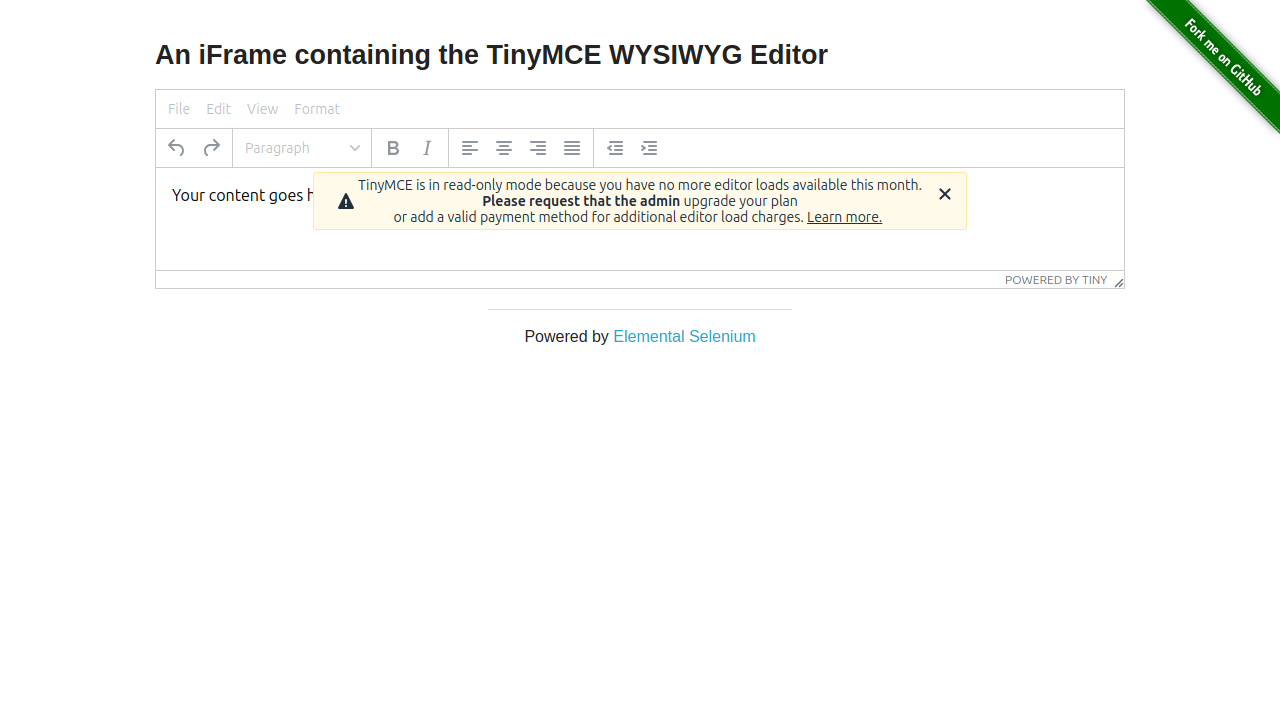 Fork me on GitHub
An iFrame containing the TinyMCE WYSIWYG Editor
File Edit View Format
Paragraph B I
Your content goes
TinyMCE is in read-only mode because you have no more editor loads available this month.
Please request that the admin upgrade your plan
or add a valid payment method for additional editor load charges. Learn more.
POWERED BY TINY
Powered by Elemental Selenium